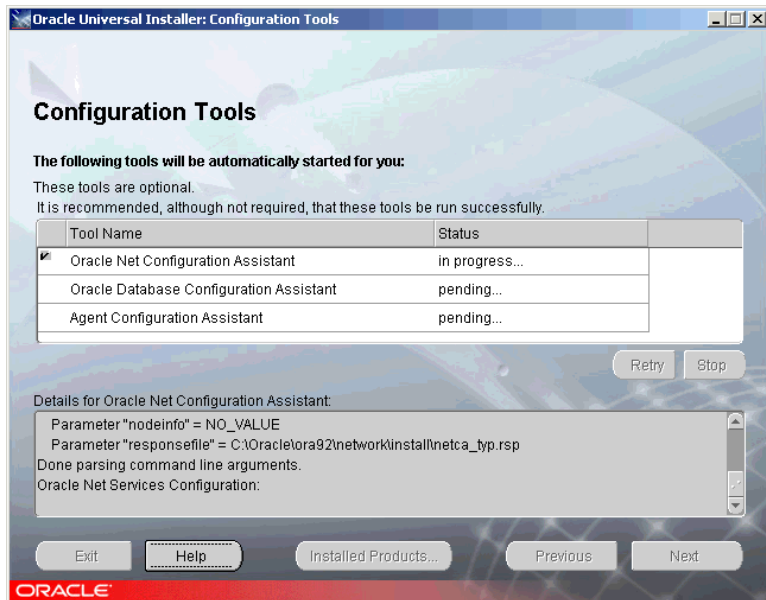 Oracle Universal Installer: Configuration Tools
Configuration Tools
The following tools will be automatically started for you:
These tools are optional.
It is recommended, although not required, that these tools be run successfully.
Tool Name Status
Oracle Net Configuration Assistant in progress...
Oracle Database Configuration Assistant pending...
Agent Configuration Assistant pending...
Retry Stop
Details for Oracle Net Configuration Assistant:
Parameter "nodeinfo" = NO_VALUE
Parameter "responsefile" = C:\Oracle\ora92\network\install\netca_typ.rsp
Done parsing command line arguments.
Oracle Net Services Configuration:
Exit Help Installed Products... Previous Next
ORACLE